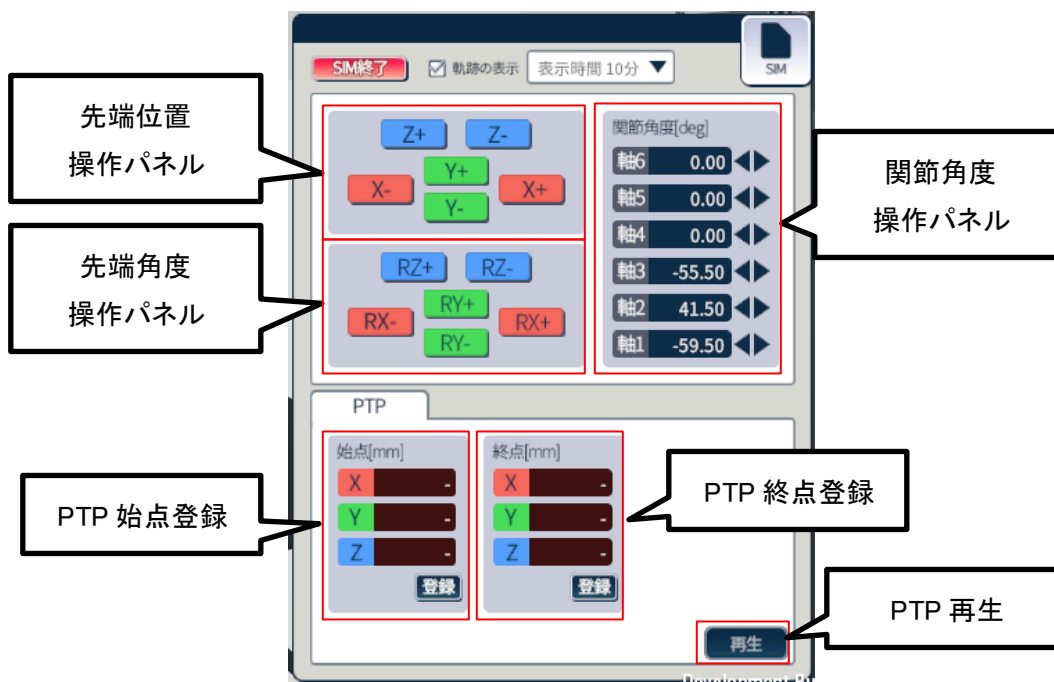 SIM
SIM終了
軌跡の表示
表示時間 10分
先端位置
操作パネル
Z+ Z-
Y+
X- X+
Y-
先端角度
操作パネル
RZ+ RZ-
RY+
RX- RX+
RY-
関節角度[deg]
軸6 0.00
軸5 0.00
軸4 0.00
軸3 -55.50
軸2 41.50
軸1 -59.50
関節角度
操作パネル
PTP
始点[mm]
X -
Y -
Z -
登録
PTP 始点登録
終点[mm]
X -
Y -
Z -
登録
PTP 終点登録
再生
PTP 再生
Development